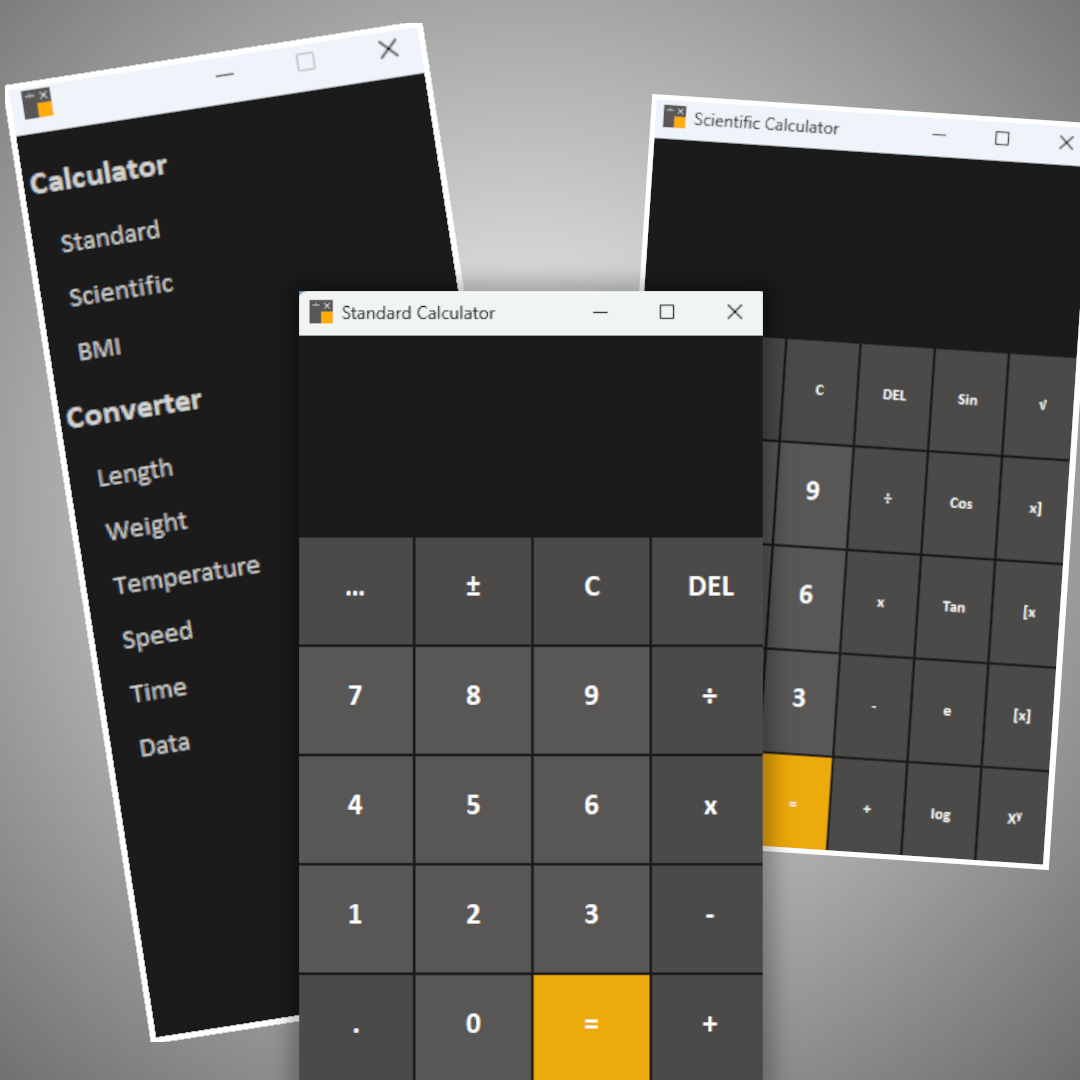 Calculator
Standard
Scientific
BMI
Converter
Length
Weight
Temperature
Speed
Time
Data
Standard Calculator
... ± C DEL
7 8 9 ÷
4 5 6 x
1 2 3 -
. 0 = +
Scientific Calculator
C DEL Sin √
9 ÷ Cos x]
6 x Tan [x
3 - e [x]
= + log Xʸ